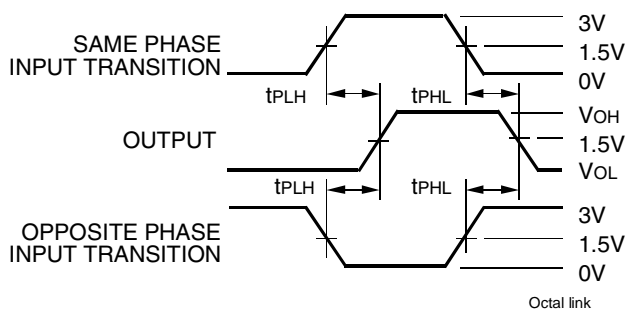 SAME PHASE
INPUT TRANSITION
3V
1.5V
0V
tPLH
tPHL
OUTPUT
VOH
1.5V
VOL
tPLH
tPHL
OPPOSITE PHASE
INPUT TRANSITION
3V
1.5V
0V
Octal link